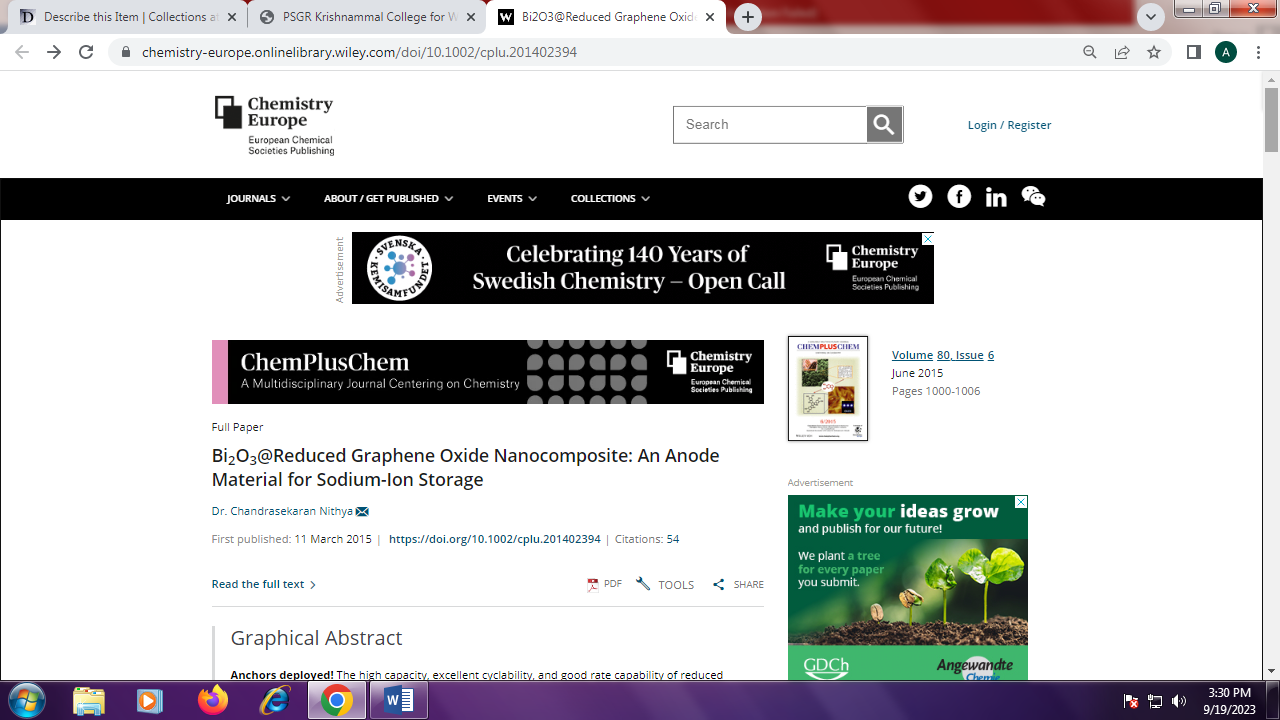 Describe this Item | Collections at
PSGR Krishnammal College for W
Bi2O3@Reduced Graphene Oxide
chemistry-europe.onlinelibrary.wiley.com/doi/10.1002/cplu.201402394
A
Chemistry
Europe
European Chemical
Societies Publishing
Search
Login / Register
JOURNALS
ABOUT / GET PUBLISHED
EVENTS
COLLECTIONS
Advertisement
SVENSKA
KEMISAMFUNDET
Celebrating 140 Years of
Swedish Chemistry – Open Call
Chemistry
Europe
European Chemical
Societies Publishing
ChemPlusChem
A Multidisciplinary Journal Centering on Chemistry
Chemistry
Europe
European Chemical
Societies Publishing
CHEMPLUSCHEM
Volume 80, Issue 6
June 2015
Pages 1000-1006
Full Paper
Bi₂O₃@Reduced Graphene Oxide Nanocomposite: An Anode
Material for Sodium-Ion Storage
Dr. Chandrasekaran Nithya
First published: 11 March 2015 | https://doi.org/10.1002/cplu.201402394 | Citations: 54
Read the full text
PDF
TOOLS
SHARE
Graphical Abstract
Anchors deployed! The high capacity, excellent cyclability, and good rate capability of reduced
Advertisement
Make your ideas grow
and publish for our future!
We plant a tree
for every paper
you submit.
GDCh
Angewandte
Chemie
3:30 PM
9/19/2023